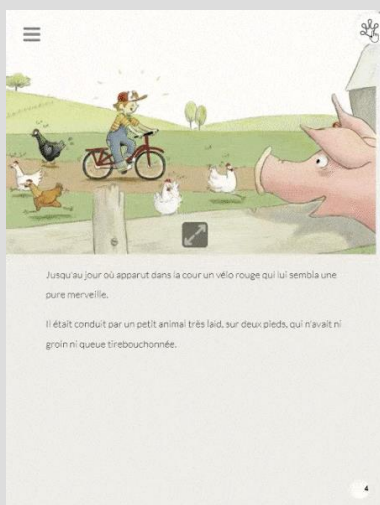 Jusqu'au jour où apparut dans la cour un vélo rouge qui lui sembla une
pure merveille.
Il était conduit par un petit animal très laid, sur deux pieds, qui n'avait ni
groin ni queue tirebouchonnée.
4